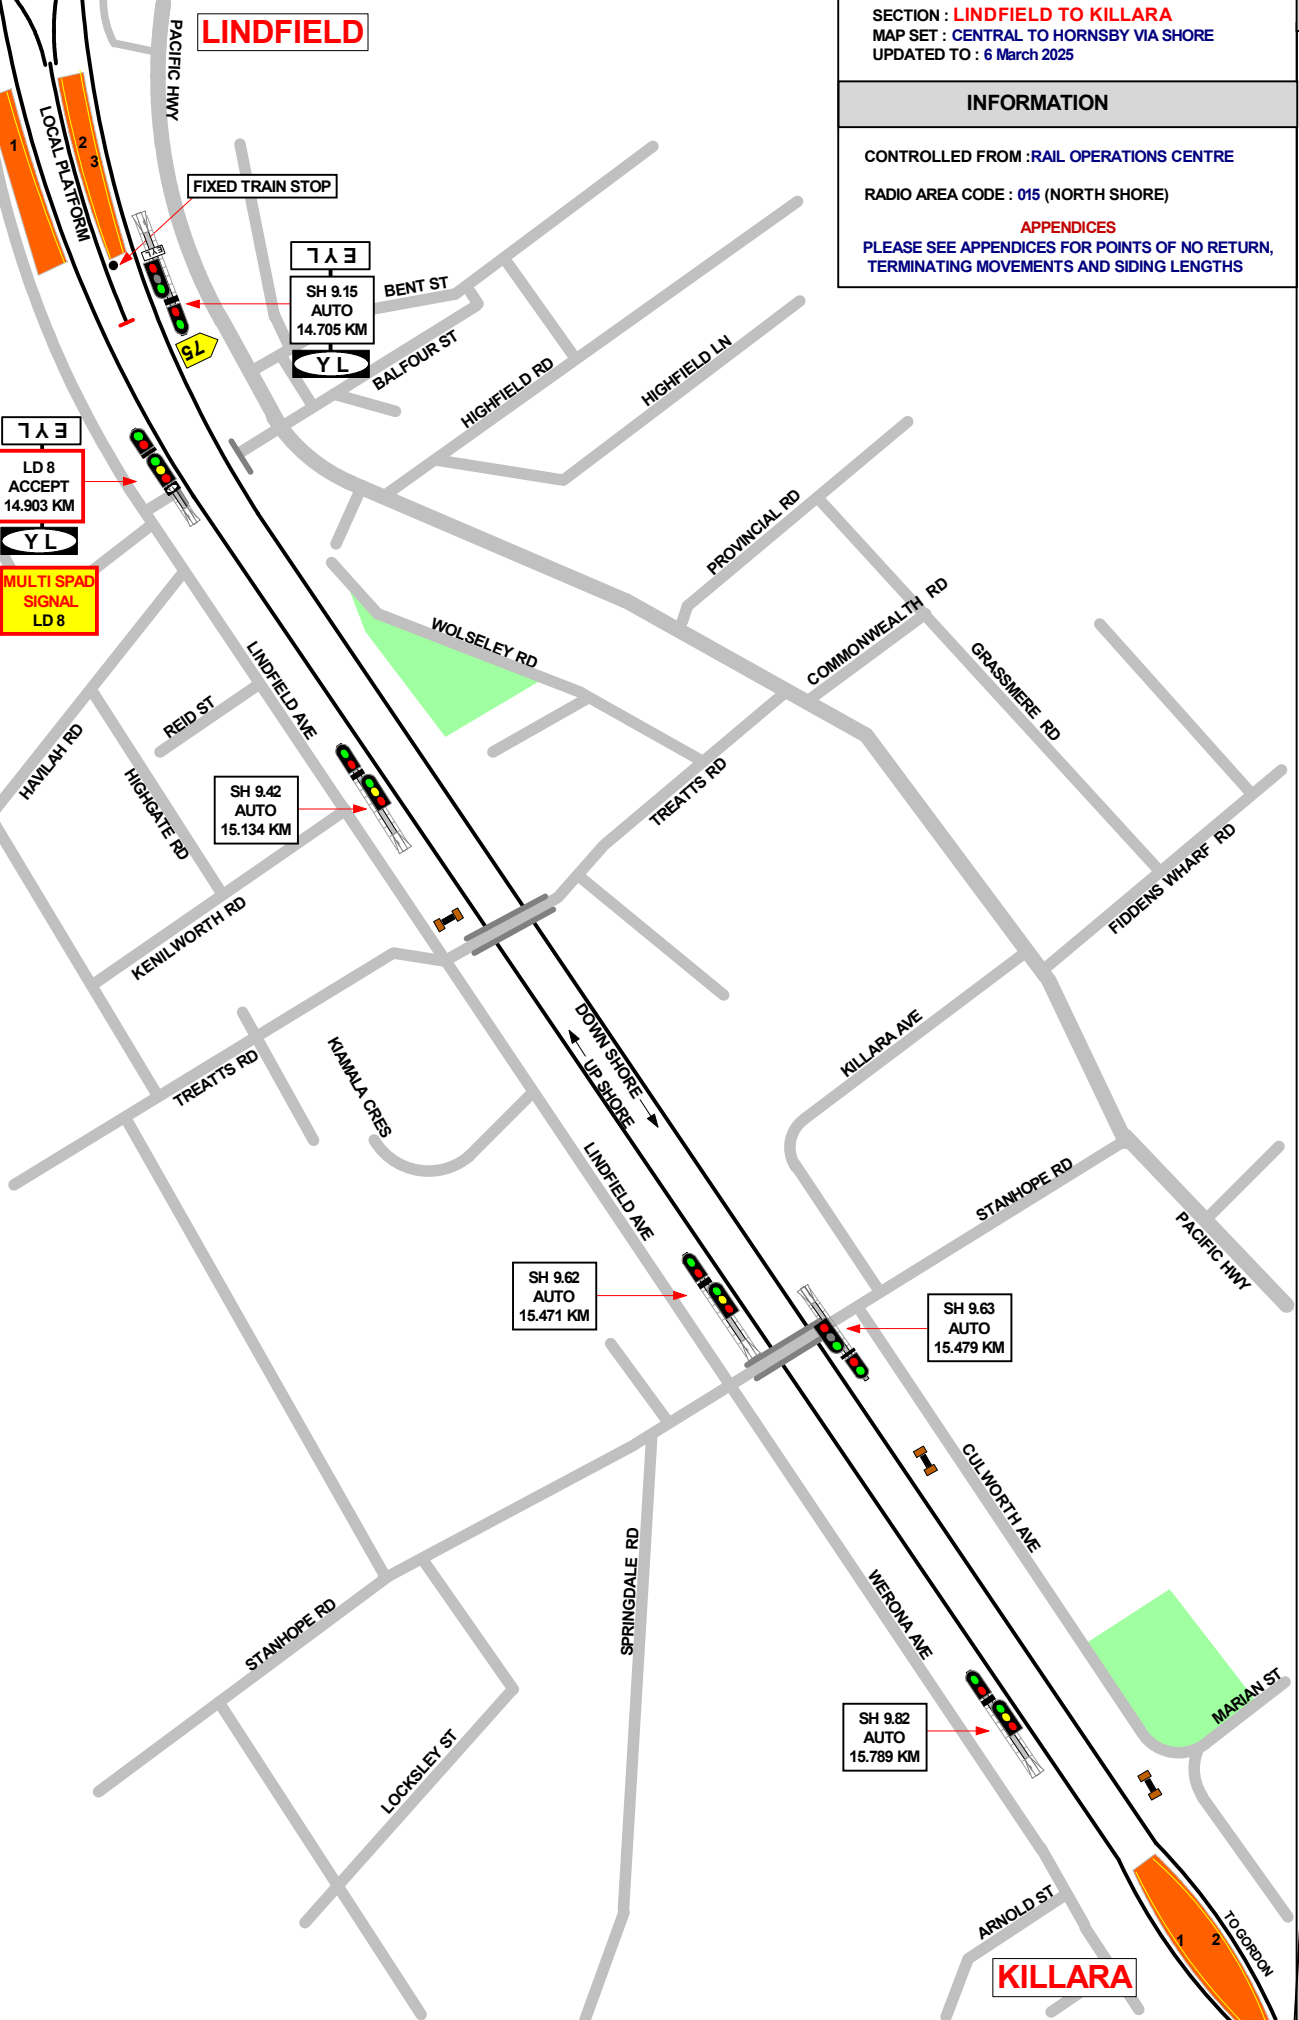 LINDFIELD
SECTION : LINDFIELD TO KILLARA
MAP SET : CENTRAL TO HORNSBY VIA SHORE
UPDATED TO : 6 March 2025
INFORMATION
CONTROLLED FROM :RAIL OPERATIONS CENTRE
RADIO AREA CODE : 015 (NORTH SHORE)
APPENDICES
PLEASE SEE APPENDICES FOR POINTS OF NO RETURN,
TERMINATING MOVEMENTS AND SIDING LENGTHS
PACIFIC HWY
1
LOCAL PLATFORM
2
3
FIXED TRAIN STOP
EYL
EYL
SH 9.15
AUTO
14.705 KM
Y L
75
BENT ST
BALFOUR ST
HIGHFIELD RD
HIGHFIELD LN
EYL
LD 8
ACCEPT
14.903 KM
Y L
MULTI SPAD
SIGNAL
LD 8
PROVINCIAL RD
COMMONWEALTH RD
GRASSMERE RD
WOLSELEY RD
LINDFIELD AVE
REID ST
HAVILAH RD
HIGHGATE RD
SH 9.42
AUTO
15.134 KM
TREATTS RD
FIDDENS WHARF RD
KENILWORTH RD
DOWN SHORE
UP SHORE
KILLARA AVE
TREATTS RD
KIAMALA CRES
LINDFIELD AVE
STANHOPE RD
PACIFIC HWY
SH 9.62
AUTO
15.471 KM
SH 9.63
AUTO
15.479 KM
CULWORTH AVE
SPRINGDALE RD
WERONA AVE
STANHOPE RD
MARIAN ST
SH 9.82
AUTO
15.789 KM
LOCKSLEY ST
ARNOLD ST
1
2
TO GORDON
KILLARA